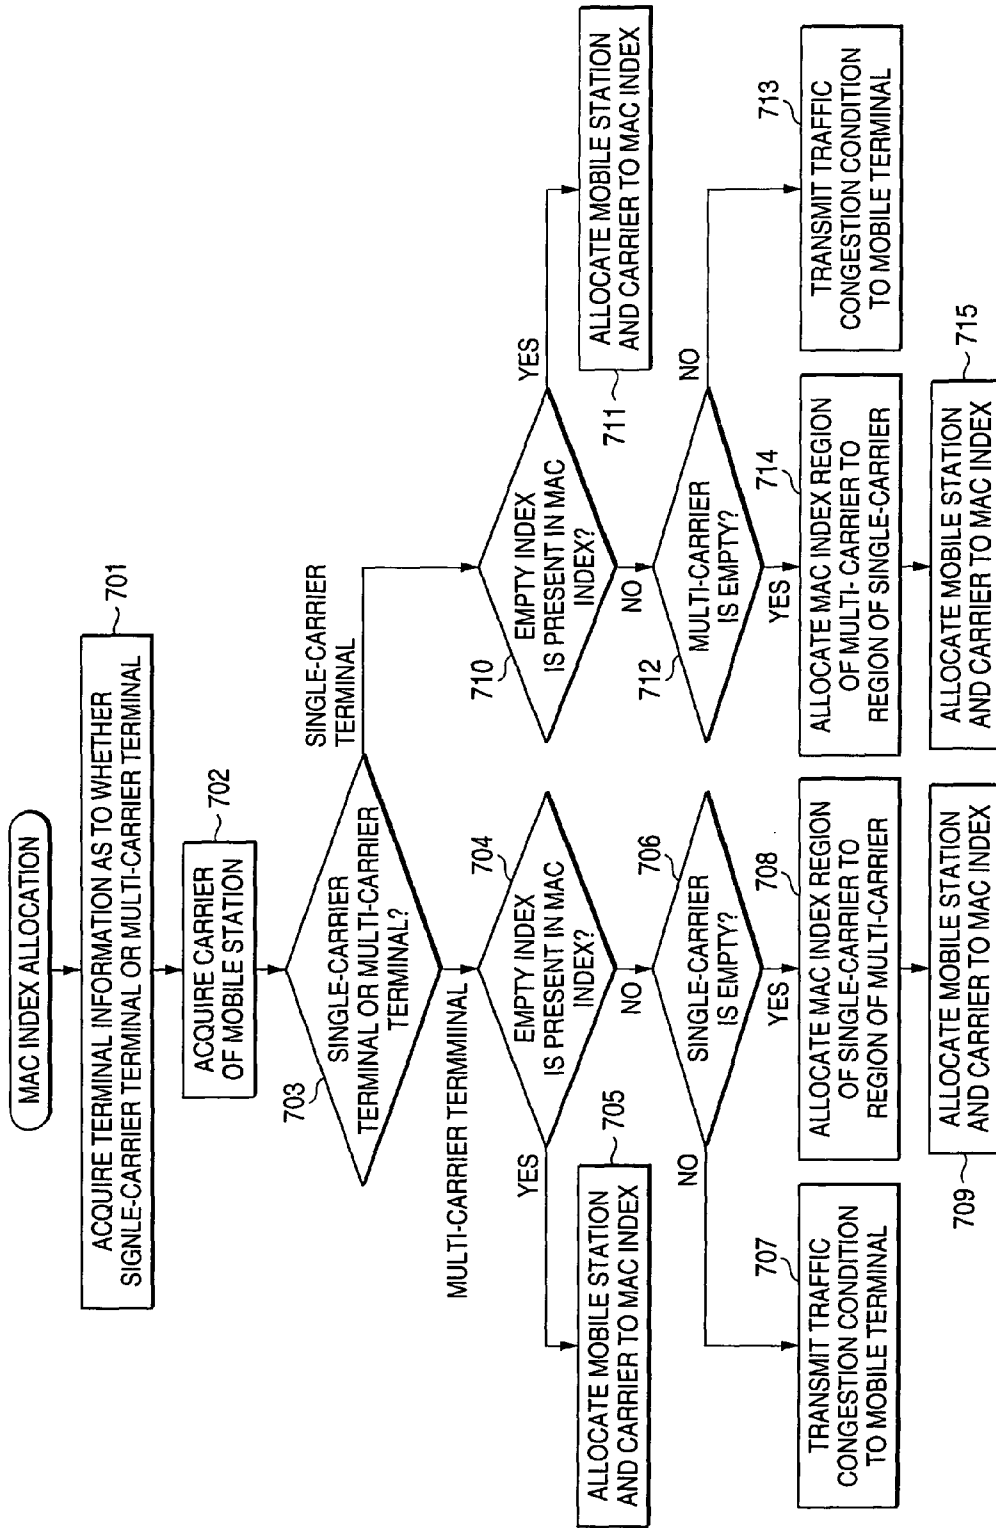 MAC INDEX ALLOCATION
701
ACQUIRE TERMINAL INFORMATION AS TO WHETHER
SIGNLE-CARRIER TERMINAL OR MULTI-CARRIER TERMINAL
702
ACQUIRE CARRIER
OF MOBILE STATION
703
SINGLE-CARRIER
TERMINAL OR MULTI-CARRIER
TERMINAL?
SINGLE-CARRIER
TERMINAL
MULTI-CARRIER TERMMINAL
704
EMPTY INDEX
IS PRESENT IN MAC
INDEX?
YES
NO
705
ALLOCATE MOBILE STATION
AND CARRIER TO MAC INDEX
706
SINGLE-CARRIER
IS EMPTY?
NO
YES
707
TRANSMIT TRAFFIC
CONGESTION CONDITION
TO MOBILE TERMINAL
708
ALLOCATE MAC INDEX REGION
OF SINGLE-CARRIER TO
REGION OF MULTI-CARRIER
709
ALLOCATE MOBILE STATION
AND CARRIER TO MAC INDEX
710
EMPTY INDEX
IS PRESENT IN MAC
INDEX?
YES
NO
711
ALLOCATE MOBILE STATION
AND CARRIER TO MAC INDEX
712
MULTI-CARRIER
IS EMPTY?
NO
YES
713
TRANSMIT TRAFFIC
CONGESTION CONDITION
TO MOBILE TERMINAL
714
ALLOCATE MAC INDEX REGION
OF MULTI- CARRIER TO
REGION OF SINGLE-CARRIER
715
ALLOCATE MOBILE STATION
AND CARRIER TO MAC INDEX